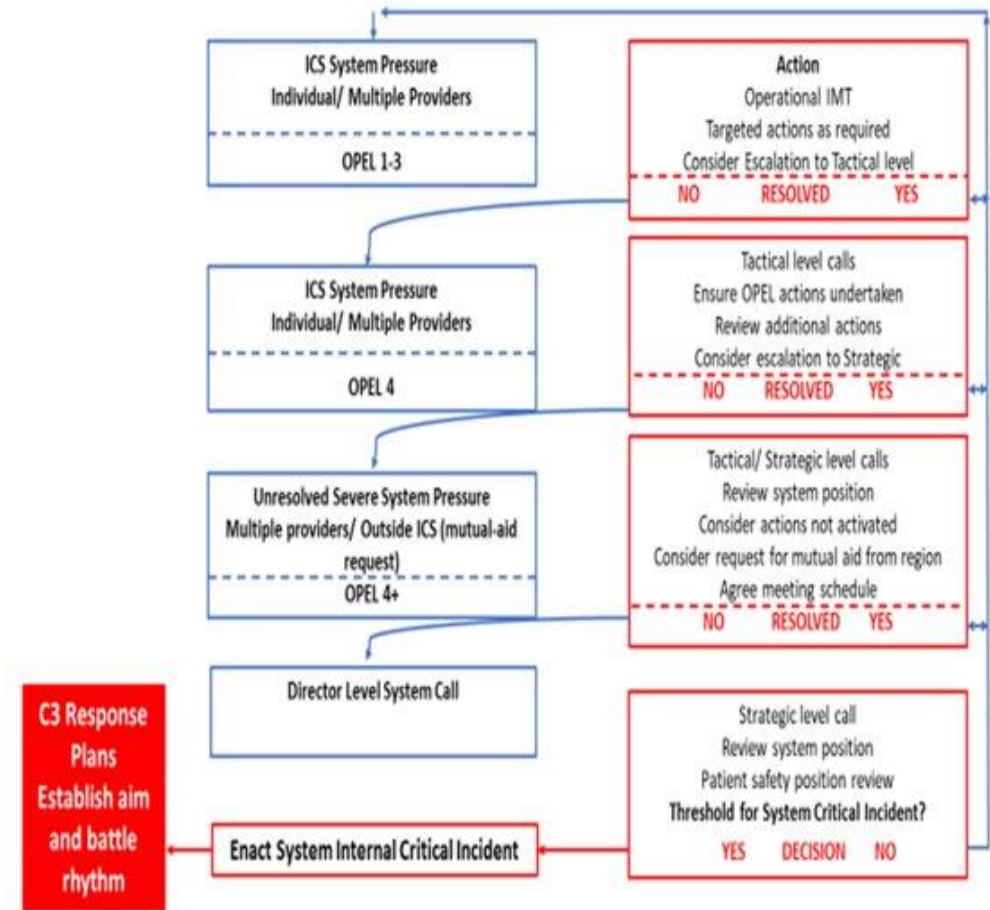 ICS System Pressure
Individual/ Multiple Providers
OPEL 1-3
Action
Operational IMT
Targeted actions as required
Consider Escalation to Tactical level
NO RESOLVED YES
ICS System Pressure
Individual/ Multiple Providers
OPEL 4
Tactical level calls
Ensure OPEL actions undertaken
Review additional actions
Consider escalation to Strategic
NO RESOLVED YES
Unresolved Severe System Pressure
Multiple providers/ Outside ICS (mutual-aid
request)
OPEL 4+
Tactical/ Strategic level calls
Review system position
Consider actions not activated
Consider request for mutual aid from region
Agree meeting schedule
NO RESOLVED YES
Director Level System Call
Strategic level call
Review system position
Patient safety position review
Threshold for System Critical Incident?
YES DECISION NO
Enact System Internal Critical Incident
C3 Response
Plans
Establish aim
and battle
rhythm